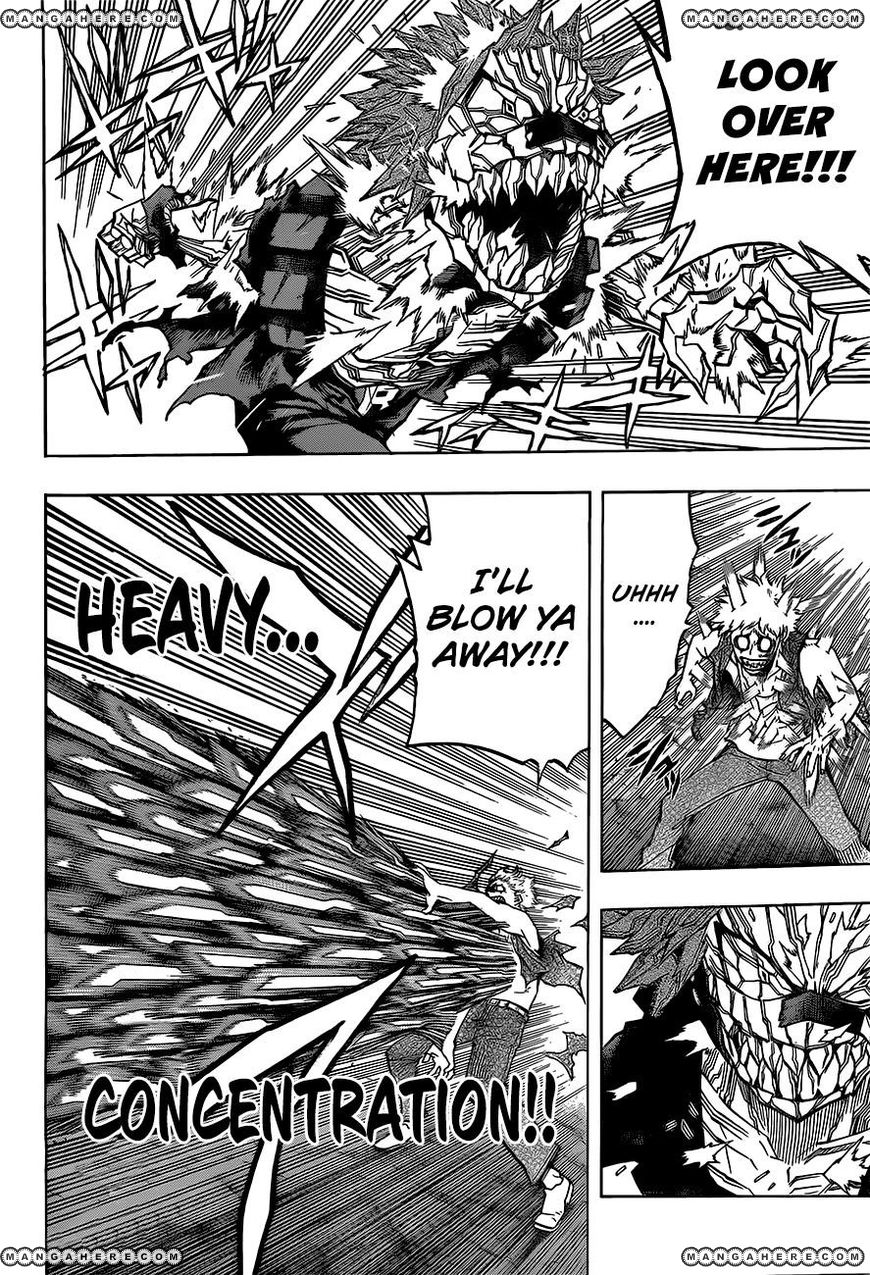 MANGAHERE.COM
MANGAHERE.COM
LOOK
OVER
HERE!!!
UHHH
....
I'LL
BLOW YA
AWAY!!!
HEAVY...
CONCENTRATION!!
MANGAHERE.COM
MANGAHERE.COM